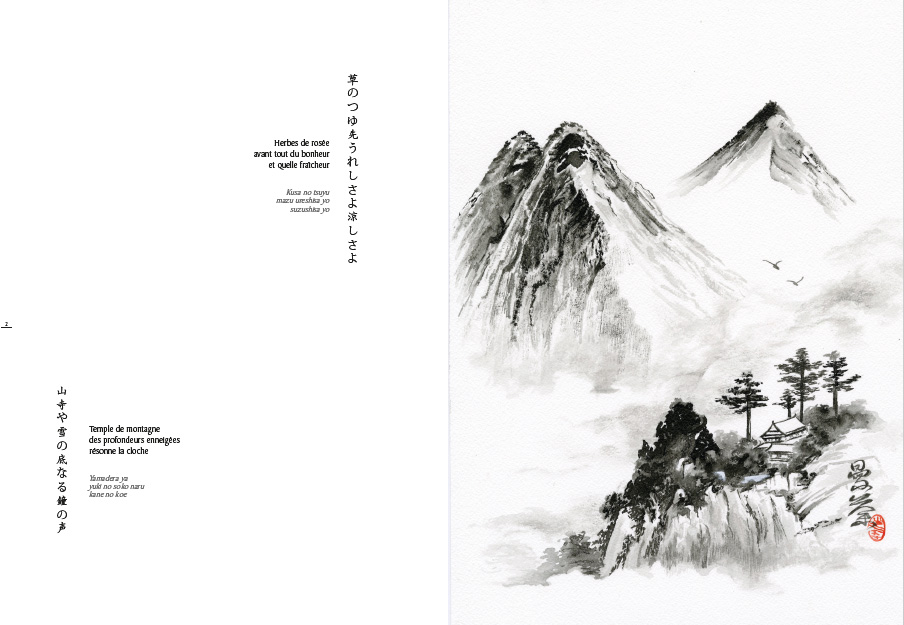 草のつゆ先うれしさよ涼しさよ
Herbes de rosée
avant tout du bonheur
et quelle fraîcheur
Kusa no tsuyu
mazu ureshisa yo
suzushisa yo
2
山寺や雪の底なる鐘の声
Temple de montagne
des profondeurs enneigées
résonne la cloche
Yamadera ya
yuki no soko naru
kane no koe